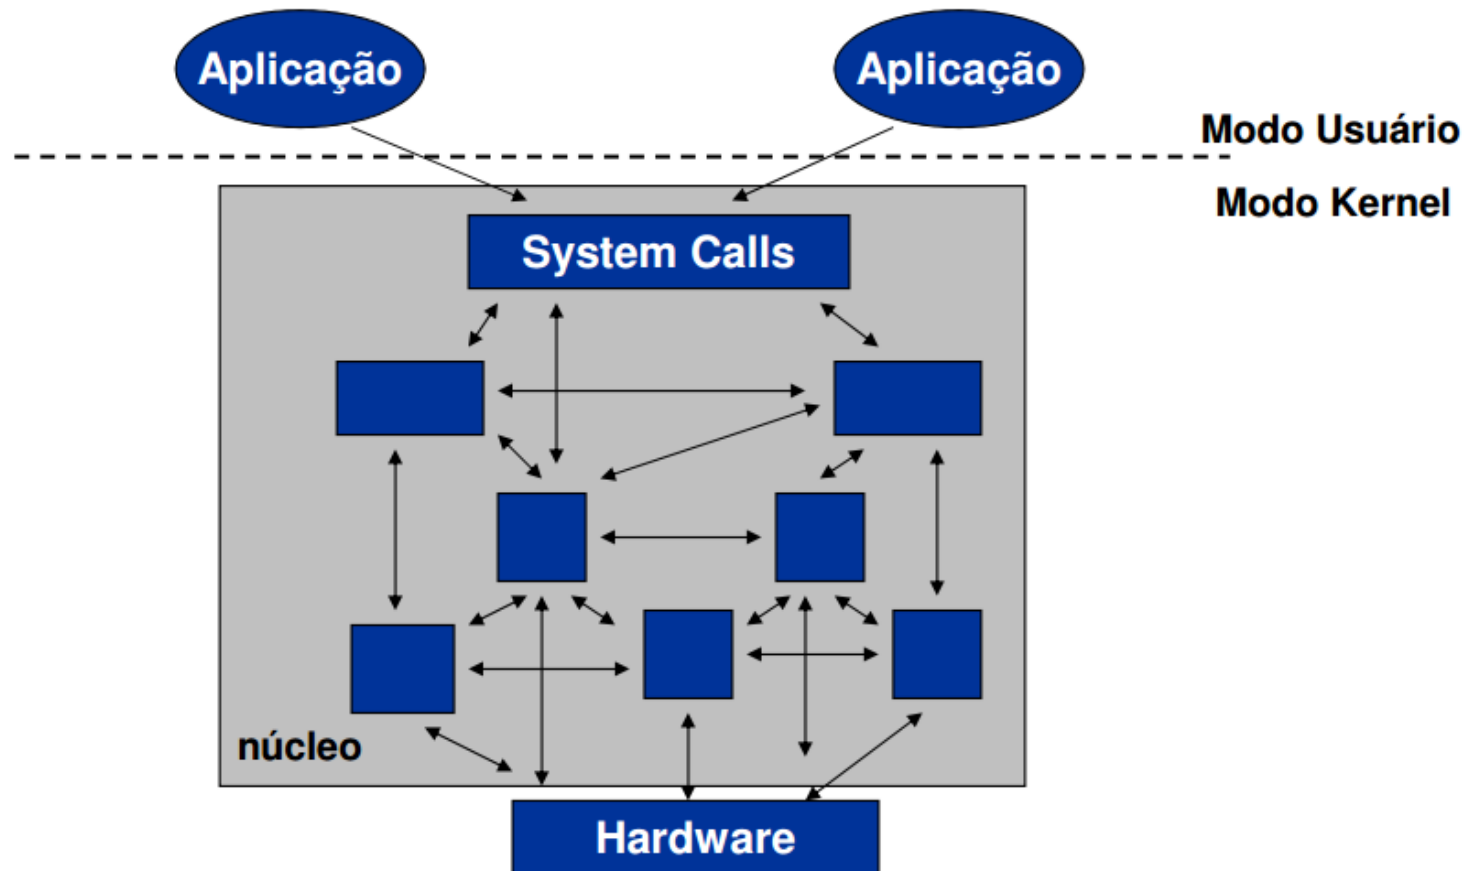 Aplicação
Aplicação
Modo Usuário
Modo Kernel
System Calls
núcleo
Hardware